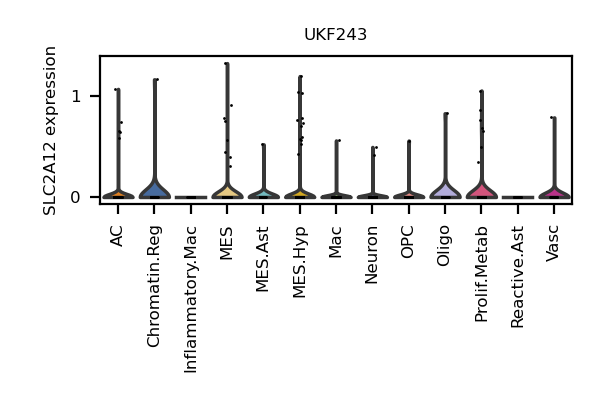 UKF243
SLC2A12 expression
1
0
AC
Chromatin.Reg
Inflammatory.Mac
MES
MES.Ast
MES.Hyp
Mac
Neuron
OPC
Oligo
Prolif.Metab
Reactive.Ast
Vasc